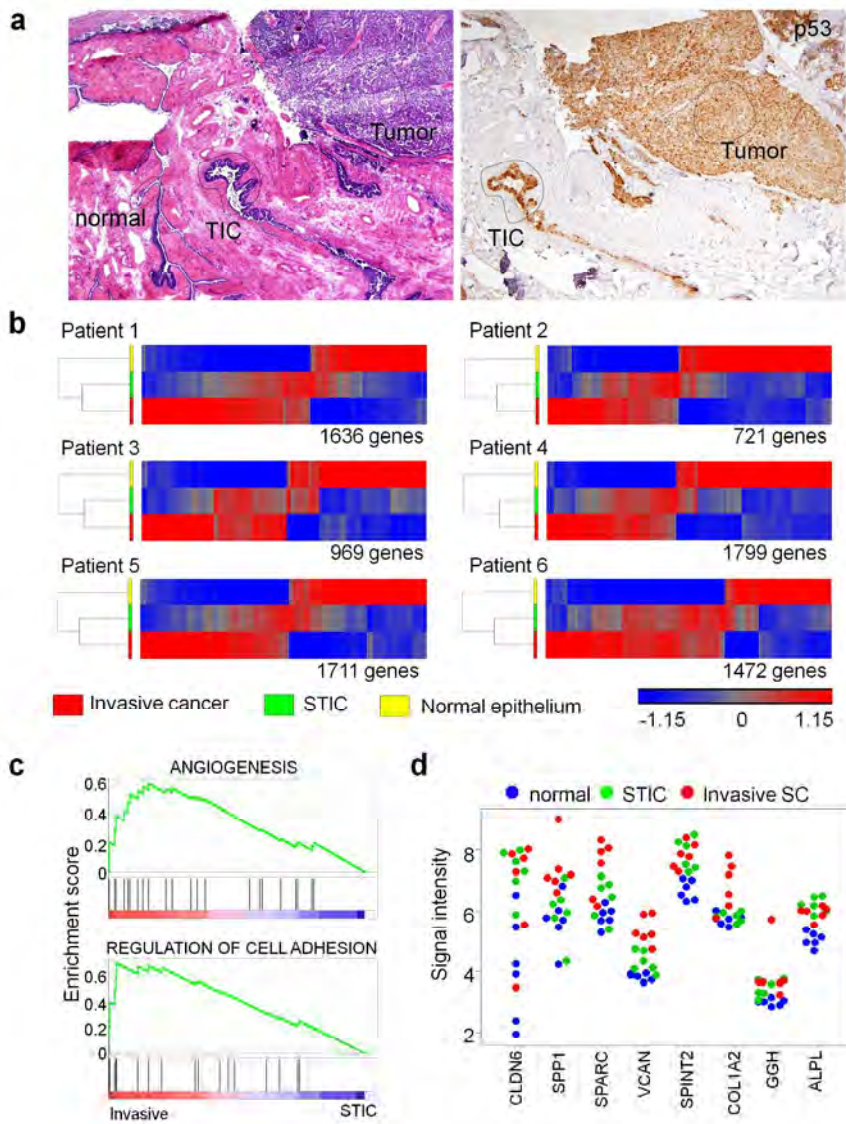 a
p53
Tumor
normal
TIC
Tumor
TIC
b
Patient 1
1636 genes
Patient 2
721 genes
Patient 3
969 genes
Patient 4
1799 genes
Patient 5
1711 genes
Patient 6
1472 genes
Invasive cancer
STIC
Normal epithelium
-1.15 0 1.15
c
ANGIOGENESIS
0.6
0.4
0.2
0
Enrichment score
REGULATION OF CELL ADHESION
0.6
0.4
0.2
0
Invasive STIC
d
normal STIC Invasive SC
Signal intensity
8
6
4
2
CLDN6
SPP1
SPARC
VCAN
SPINT2
COL1A2
GGH
ALPL